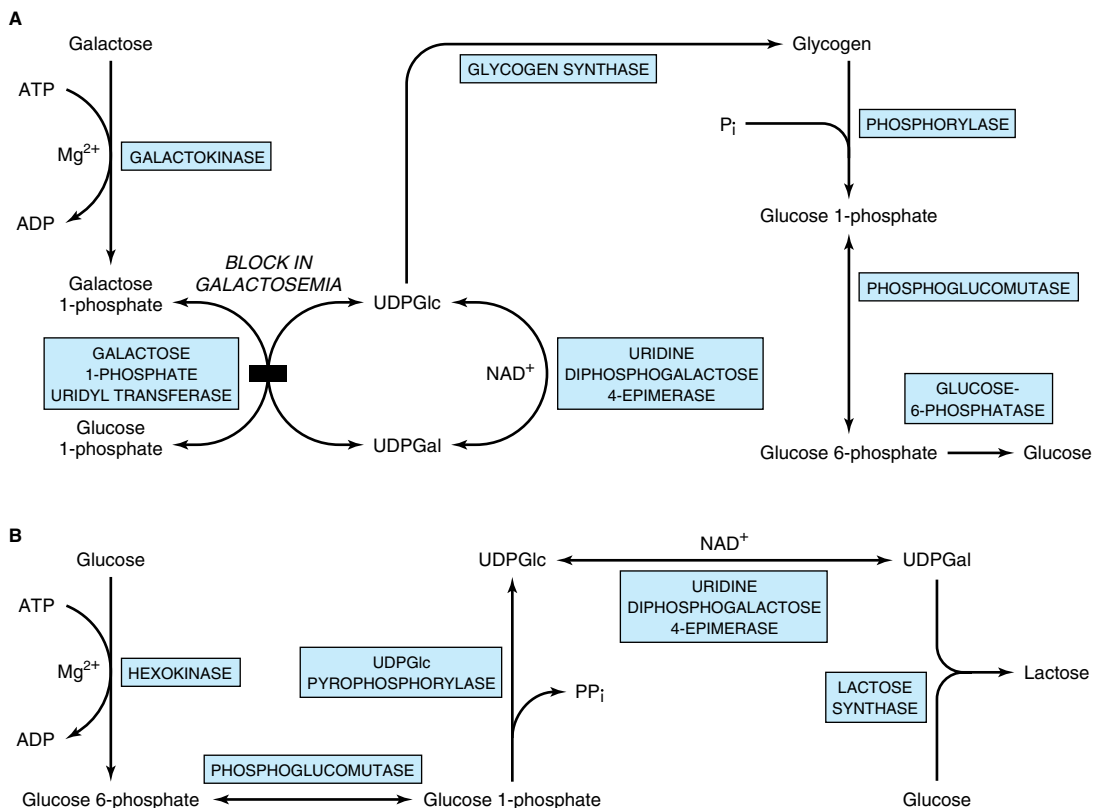 A
Galactose
ATP
Mg2+
GALACTOKINASE
ADP
Galactose
1-phosphate
BLOCK IN
GALACTOSEMIA
GALACTOSE
1-PHOSPHATE
URIDYL TRANSFERASE
Glucose
1-phosphate
UDPGlc
NAD+
UDPGal
URIDINE
DIPHOSPHOGALACTOSE
4-EPIMERASE
GLYCOGEN SYNTHASE
Glycogen
Pi
PHOSPHORYLASE
Glucose 1-phosphate
PHOSPHOGLUCOMUTASE
GLUCOSE-
6-PHOSPHATASE
Glucose 6-phosphate
Glucose
B
Glucose
ATP
Mg2+
HEXOKINASE
ADP
Glucose 6-phosphate
PHOSPHOGLUCOMUTASE
Glucose 1-phosphate
UDPGlc
PYROPHOSPHORYLASE
PPi
UDPGlc
NAD+
URIDINE
DIPHOSPHOGALACTOSE
4-EPIMERASE
UDPGal
LACTOSE
SYNTHASE
Lactose
Glucose